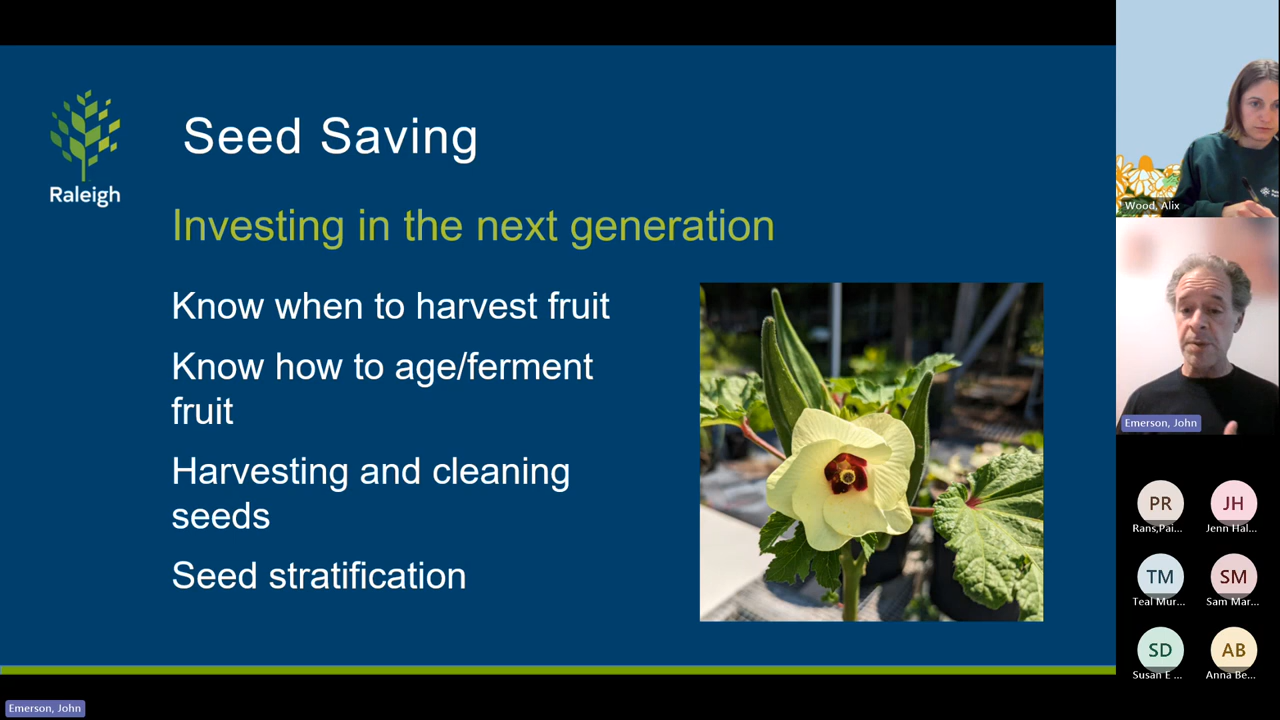 Raleigh
Seed Saving
Investing in the next generation
Know when to harvest fruit
Know how to age/ferment
fruit
Harvesting and cleaning
seeds
Seed stratification
Wood, Alix
Emerson, John
PR
JH
Rans,Pai...
Jenn Hal...
TM
SM
Teal Mur...
Sam Mar...
SD
AB
Susan E ...
Anna Be...
Emerson, John